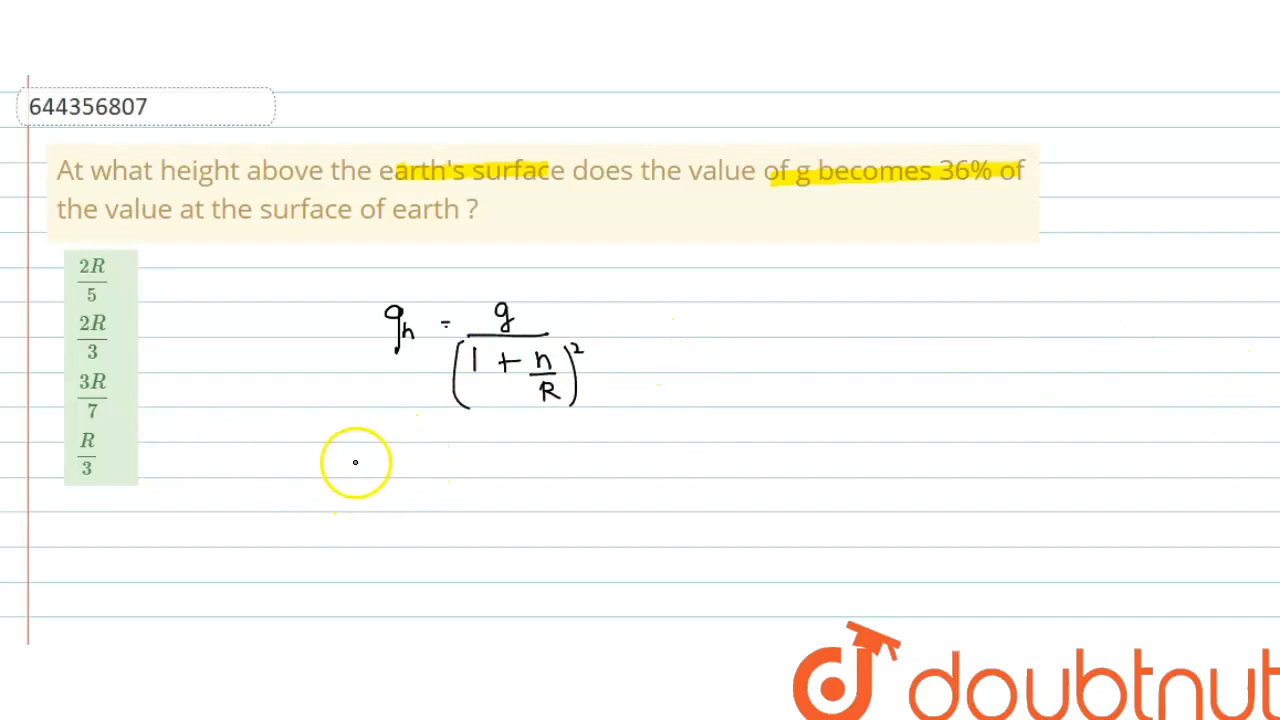 644356807
At what height above the earth's surface does the value of g becomes 36% of
the value at the surface of earth ?
2R/5
2R/3
3R/7
R/3
g_h = g/(1 + h/R)^2
doubtnut